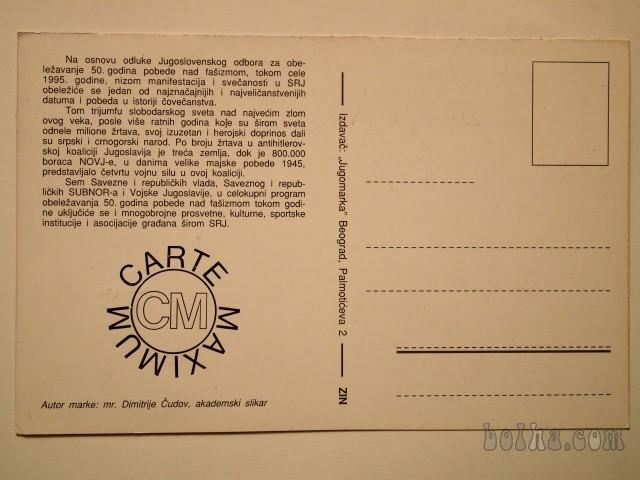 Na osnovu odluke Jugoslovenskog odbora za obe-
ležavanje 50. godina pobede nad fašizmom, tokom cele
1995. godine, nizom manifestacija i svečanosti u SRJ
obeležiće se jedan od najznačajnijih i najveličanstvenijih
datuma i pobeda u istoriji čovečanstva.
Tom trijumfu slobodarskog sveta nad najvećim zlom
ovog veka, posle više ratnih godina koje su širom sveta
odnele milione žrtava, svoj izuzetan i herojski doprinos dali
su srpski i crnogorski narod. Po broju žrtava u antihitlerov-
skoj koaliciji Jugoslavija je treća zemlja, dok je 800.000
boraca NOVJ-e, u danima velike majske pobede 1945,
predstavljalo četvrtu vojnu silu u ovoj koaliciji.
Sem Savezne i republičkih vlada, Saveznog i repub-
ličkih SUBNOR-a i Vojske Jugoslavije, u celokupni program
obeležavanja 50. godina pobede nad fašizmom tokom godi-
ne uključiće se i mnogobrojne prosvetne, kulturne, sportske
institucije i asocijacije građana širom SRJ.
CARTE
CM
MAXIMUM
Autor marke: mr. Dimitrije Čudov, akademski slikar
Izdavač: „Jugomarka" Beograd, Palmotićeva 2
ZIN
bolha.com